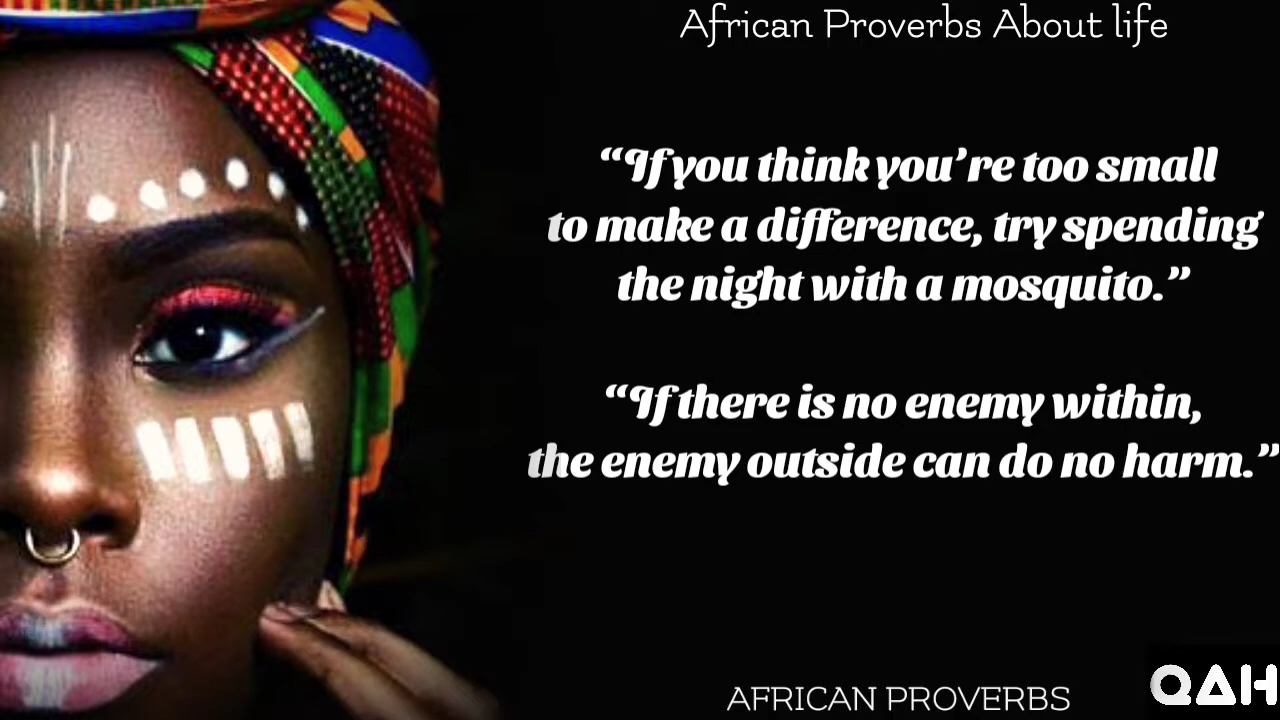 African Proverbs About life
“If you think you’re too small
to make a difference, try spending
the night with a mosquito.”
“If there is no enemy within,
the enemy outside can do no harm.”
AFRICAN PROVERBS
QAH